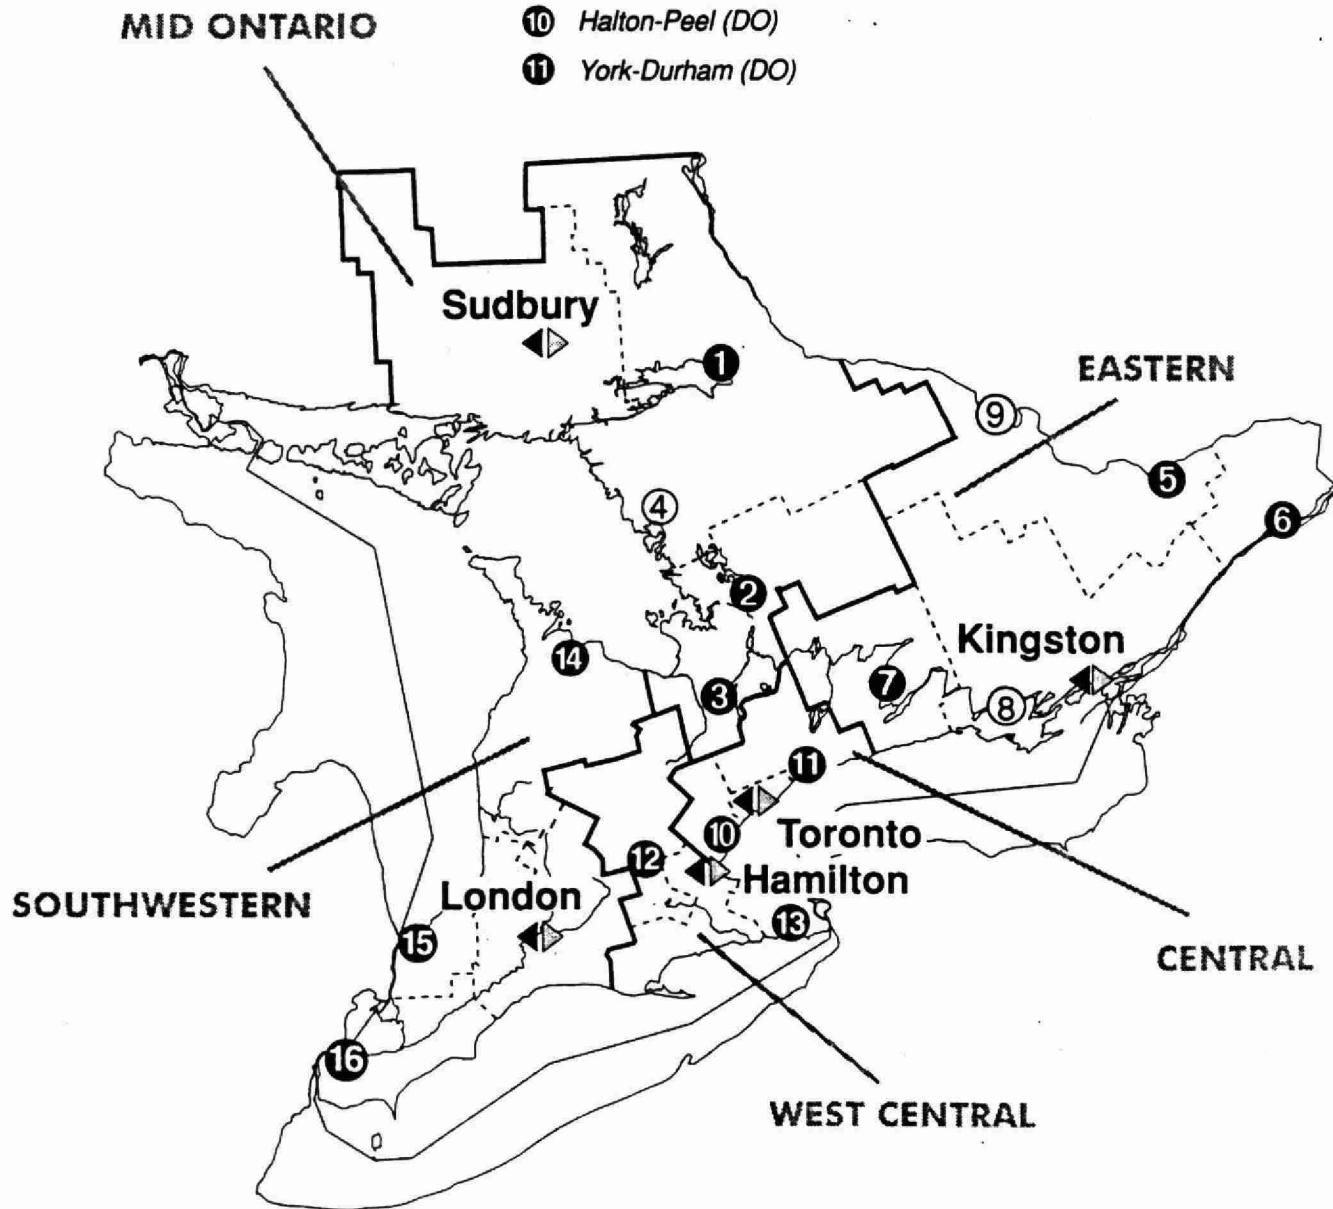 MID ONTARIO
10 Halton-Peel (DO)
11 York-Durham (DO)
Sudbury
1
EASTERN
9
5
4
6
2
Kingston
14
7
3
8
11
10
Toronto
12
Hamilton
London
SOUTHWESTERN
13
15
CENTRAL
16
WEST CENTRAL